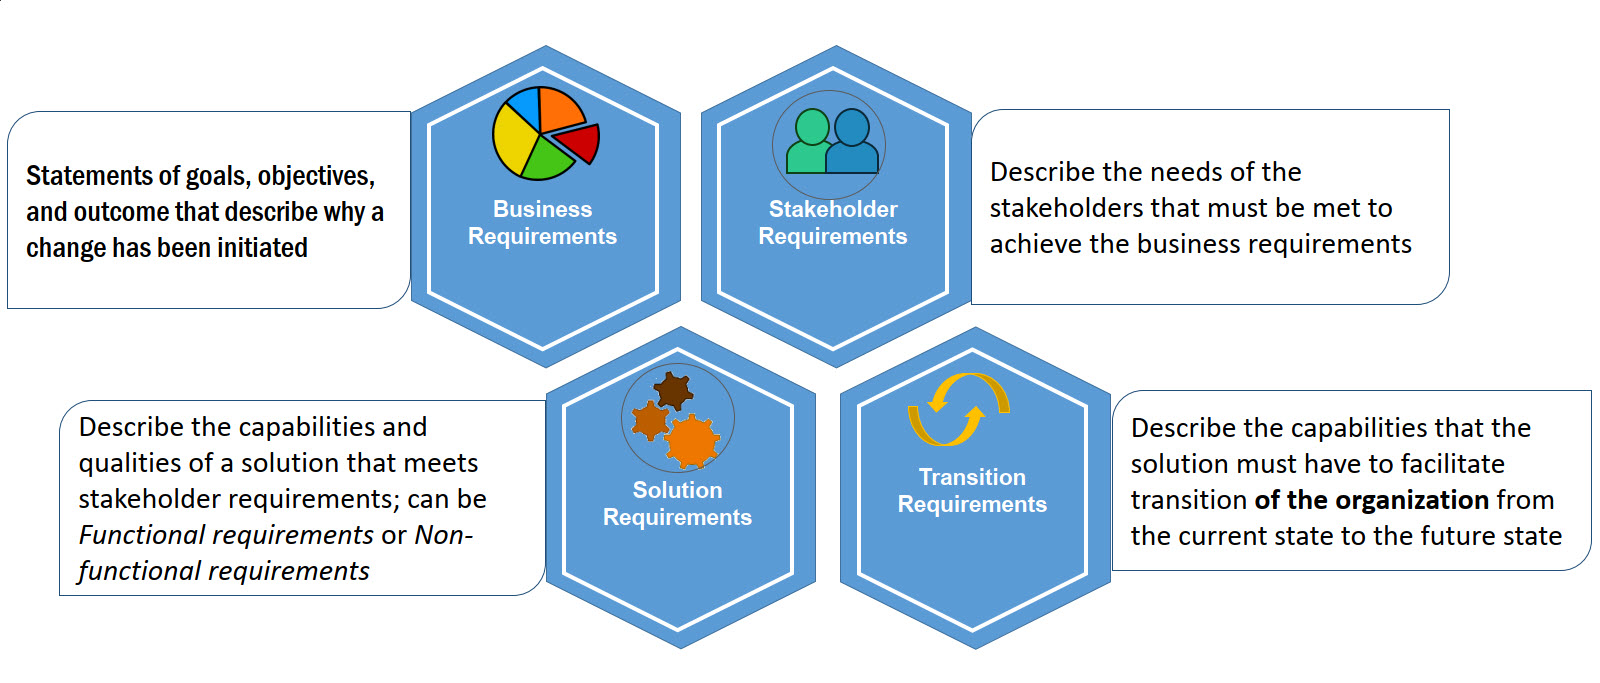 Statements of goals, objectives,
and outcome that describe why a
change has been initiated
Business
Requirements
Stakeholder
Requirements
Describe the needs of the
stakeholders that must be met to
achieve the business requirements
Describe the capabilities and
qualities of a solution that meets
stakeholder requirements; can be
Functional requirements or Non-
functional requirements
Solution
Requirements
Transition
Requirements
Describe the capabilities that the
solution must have to facilitate
transition of the organization from
the current state to the future state